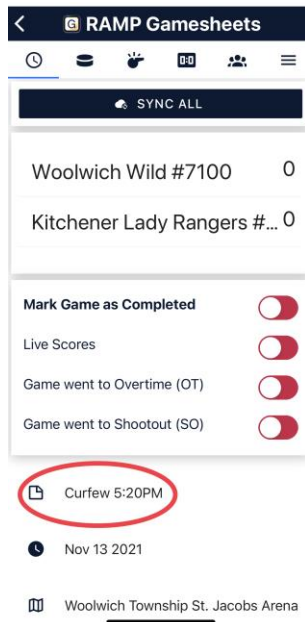 G RAMP Gamesheets
0:0
SYNC ALL
Woolwich Wild #7100 0
Kitchener Lady Rangers #... 0
Mark Game as Completed
Live Scores
Game went to Overtime (OT)
Game went to Shootout (SO)
Curfew 5:20PM
Nov 13 2021
Woolwich Township St. Jacobs Arena